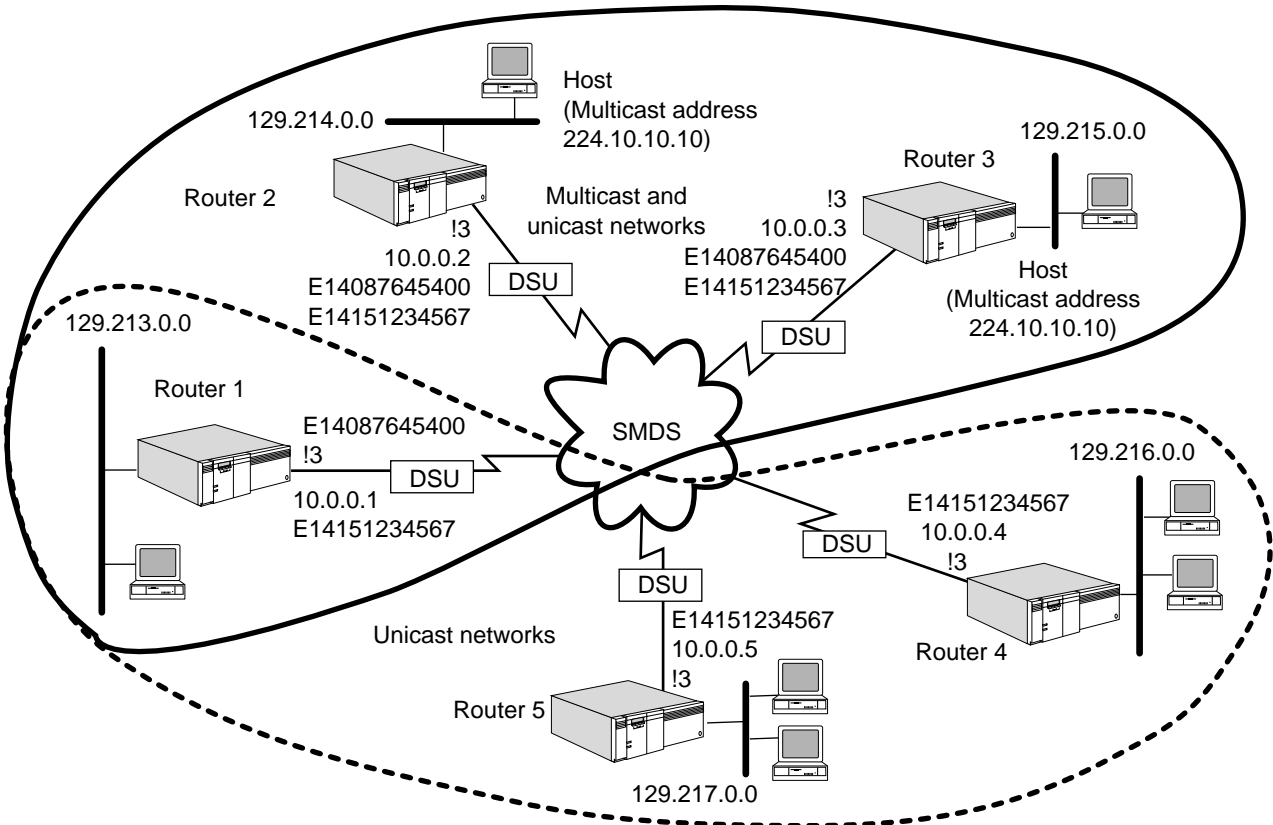 Host
(Multicast address
224.10.10.10)
129.214.0.0
Router 2
!3
10.0.0.2
E14087645400
E14151234567
DSU
Multicast and
unicast networks
129.215.0.0
Router 3
!3
10.0.0.3
E14087645400
E14151234567
DSU
Host
(Multicast address
224.10.10.10)
129.213.0.0
Router 1
E14087645400
!3
10.0.0.1
E14151234567
DSU
SMDS
129.216.0.0
E14151234567
10.0.0.4
!3
DSU
Router 4
DSU
Unicast networks
E14151234567
10.0.0.5
!3
Router 5
129.217.0.0